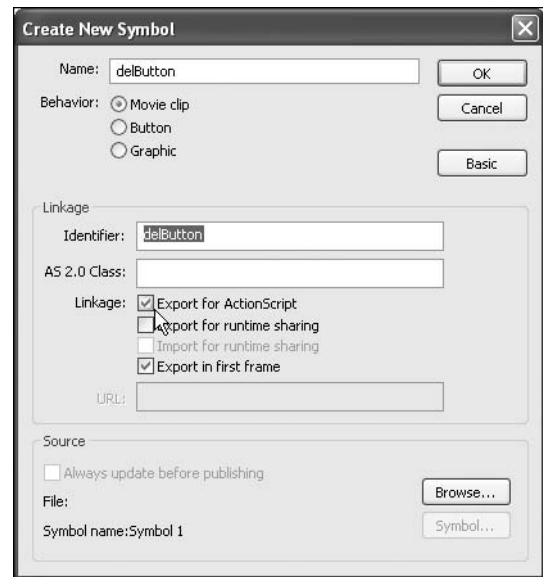 Create New Symbol
Name: delButton
OK
Behavior: Movie clip
Cancel
Button
Graphic
Basic
Linkage
Identifier: delButton
AS 2.0 Class:
Linkage: Export for ActionScript
Export for runtime sharing
Import for runtime sharing
Export in first frame
URL:
Source
Always update before publishing
File:
Browse...
Symbol name:Symbol 1
Symbol...